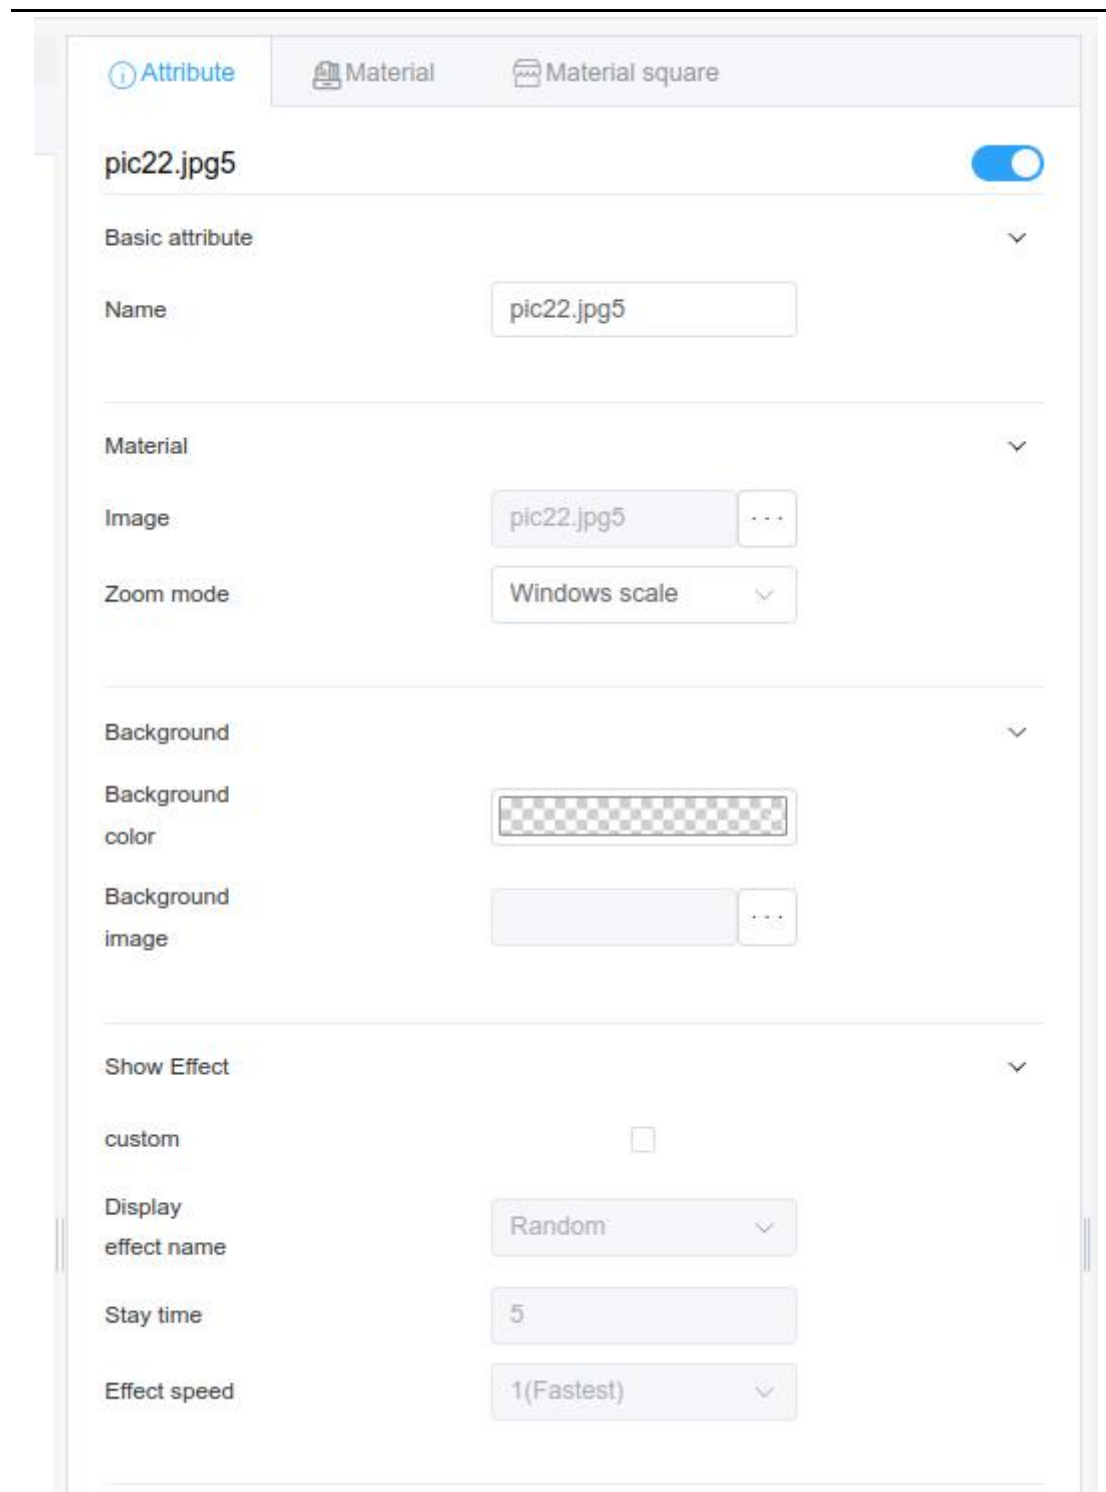 Attribute Material Material square
pic22.jpg5
Basic attribute
Name pic22.jpg5
Material
Image pic22.jpg5 ...
Zoom mode Windows scale
Background
Background
color
Background
image ...
Show Effect
custom
Display
effect name Random
Stay time 5
Effect speed 1(Fastest)